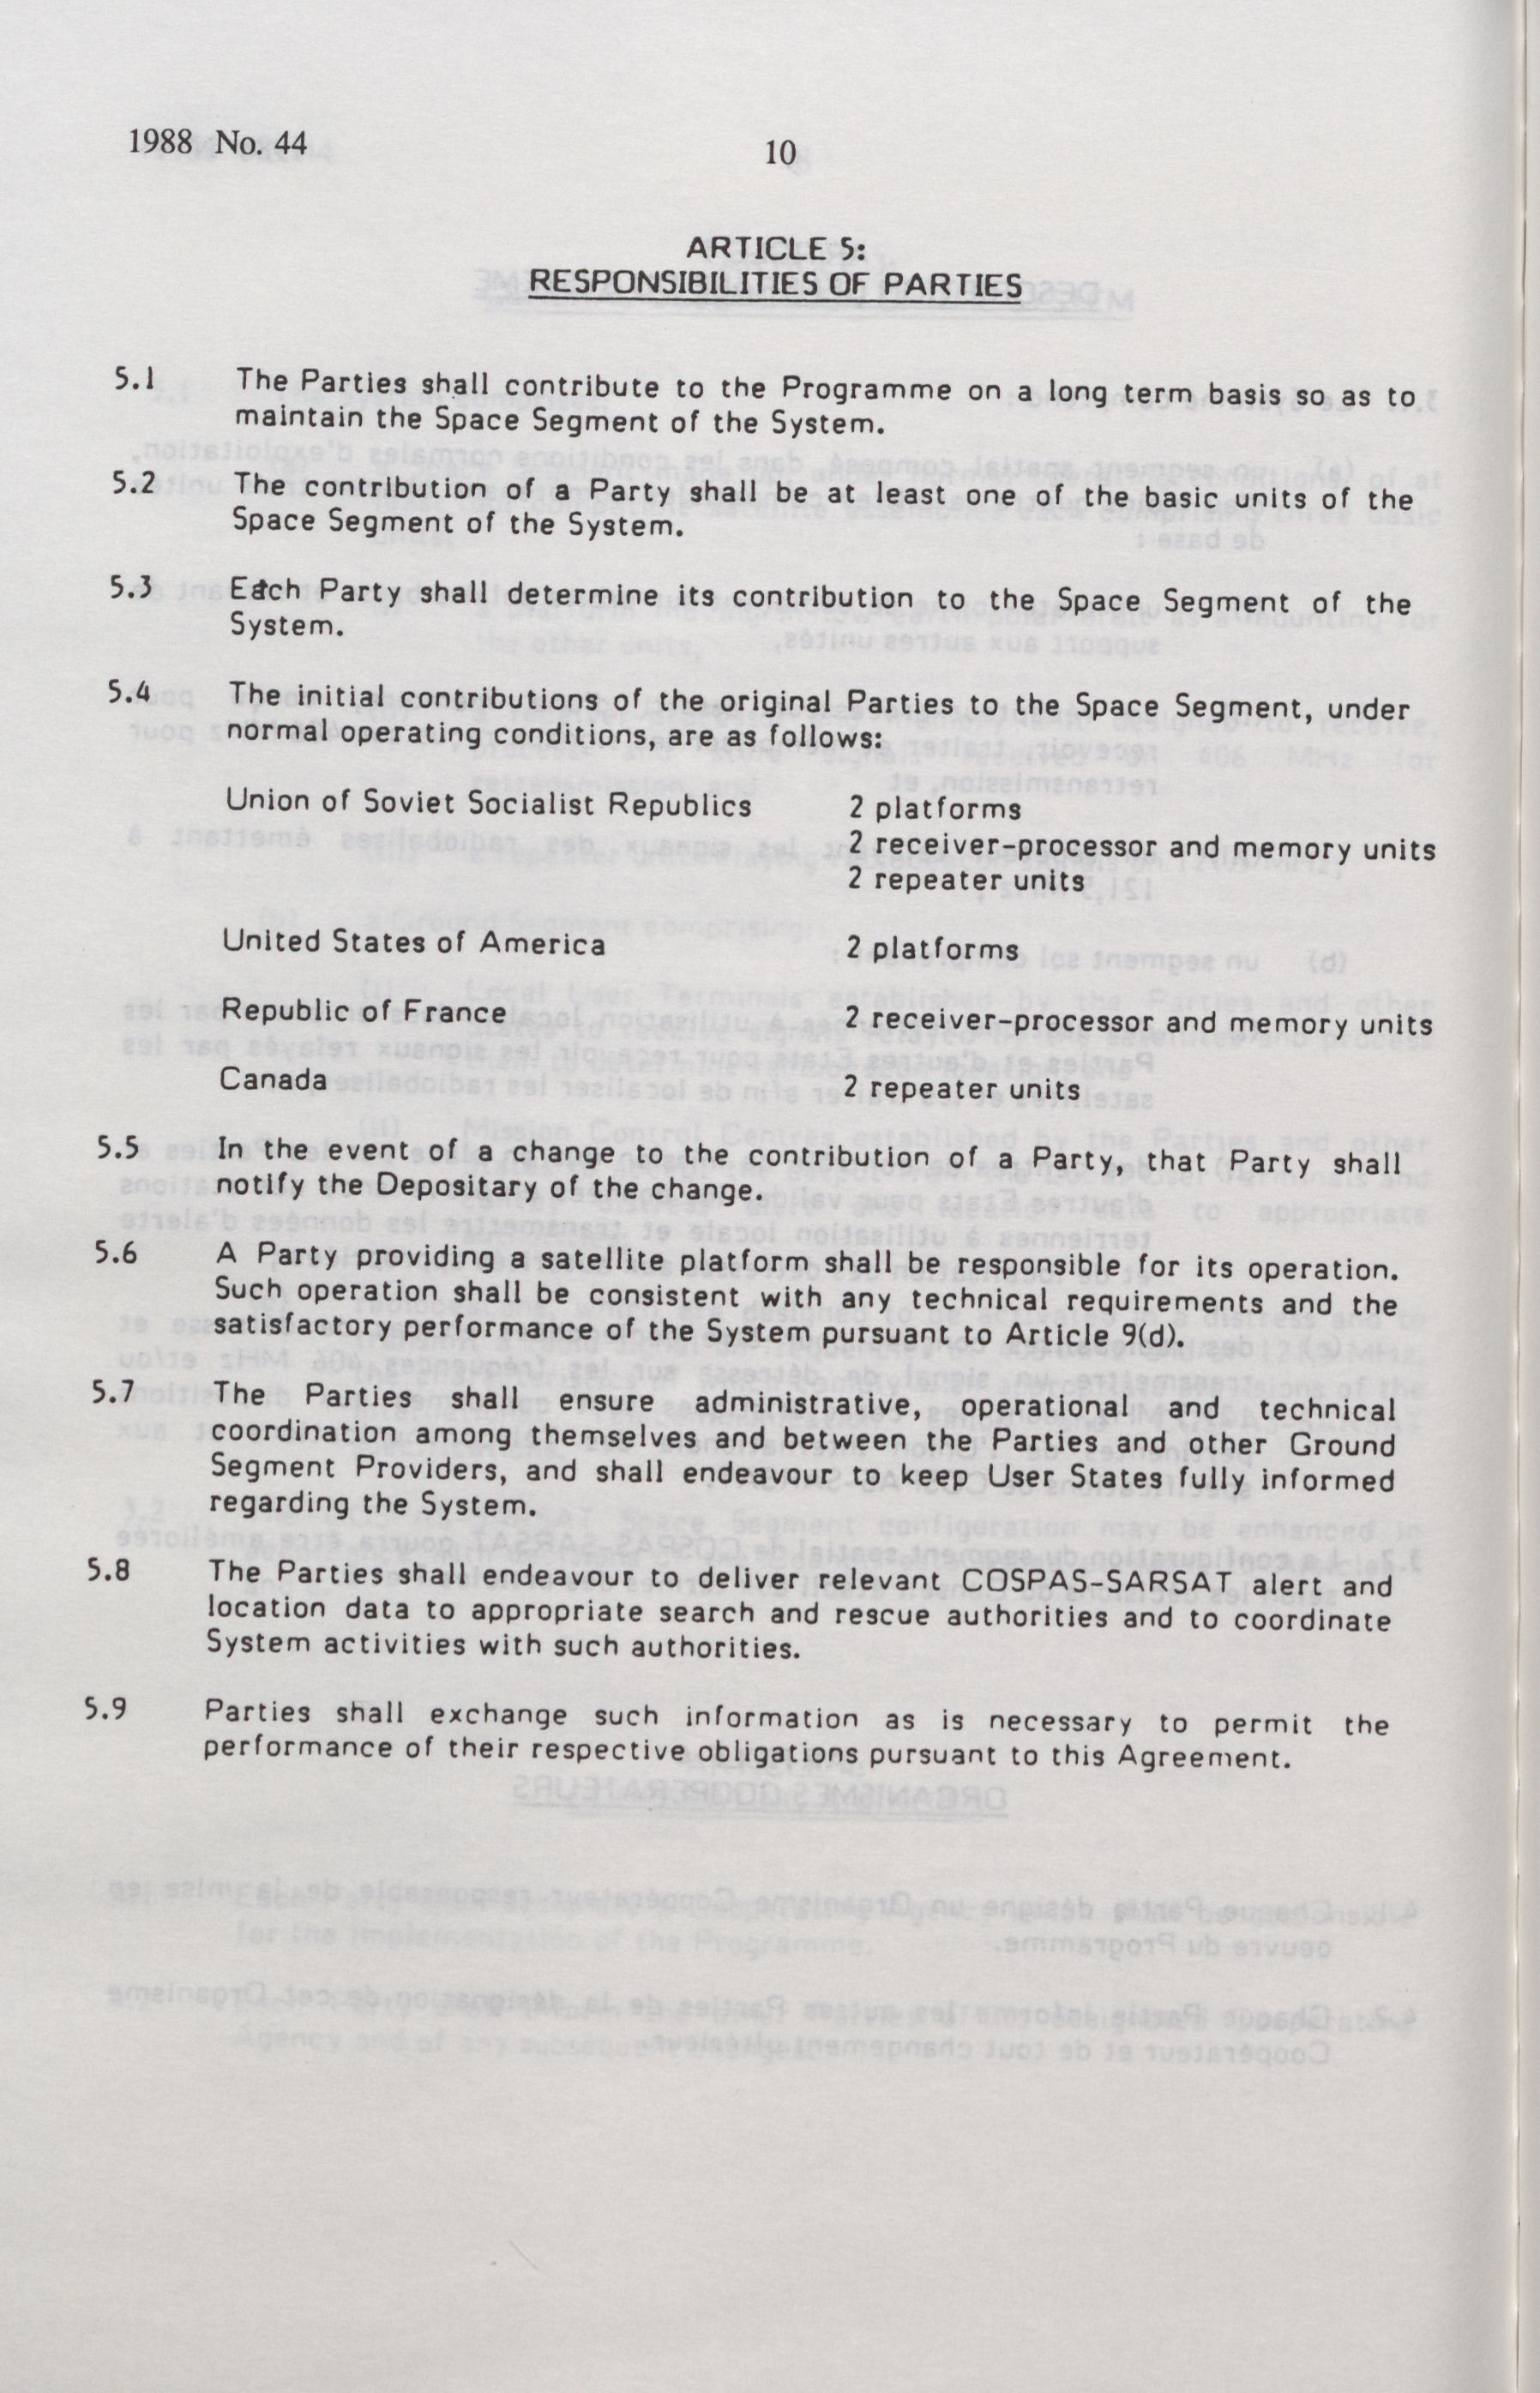 1988 No. 44
10
ARTICLE 5:
RESPONSIBILITIES OF PARTIES
5.1 The Parties shall contribute to the Programme on a long term basis so as to
maintain the Space Segment of the System.
5.2 The contribution of a Party shall be at least one of the basic units of the
Space Segment of the System.
5.3 Each Party shall determine its contribution to the Space Segment of the
System.
5.4 The initial contributions of the original Parties to the Space Segment, under
normal operating conditions, are as follows:
Union of Soviet Socialist Republics 2 platforms
2 receiver-processor and memory units
2 repeater units
United States of America 2 platforms
Republic of France 2 receiver-processor and memory units
Canada 2 repeater units
5.5 In the event of a change to the contribution of a Party, that Party shall
notify the Depositary of the change.
5.6 A Party providing a satellite platform shall be responsible for its operation.
Such operation shall be consistent with any technical requirements and the
satisfactory performance of the System pursuant to Article 9(d).
5.7 The Parties shall ensure administrative, operational and technical
coordination among themselves and between the Parties and other Ground
Segment Providers, and shall endeavour to keep User States fully informed
regarding the System.
5.8 The Parties shall endeavour to deliver relevant COSPAS-SARSAT alert and
location data to appropriate search and rescue authorities and to coordinate
System activities with such authorities.
5.9 Parties shall exchange such information as is necessary to permit the
performance of their respective obligations pursuant to this Agreement.